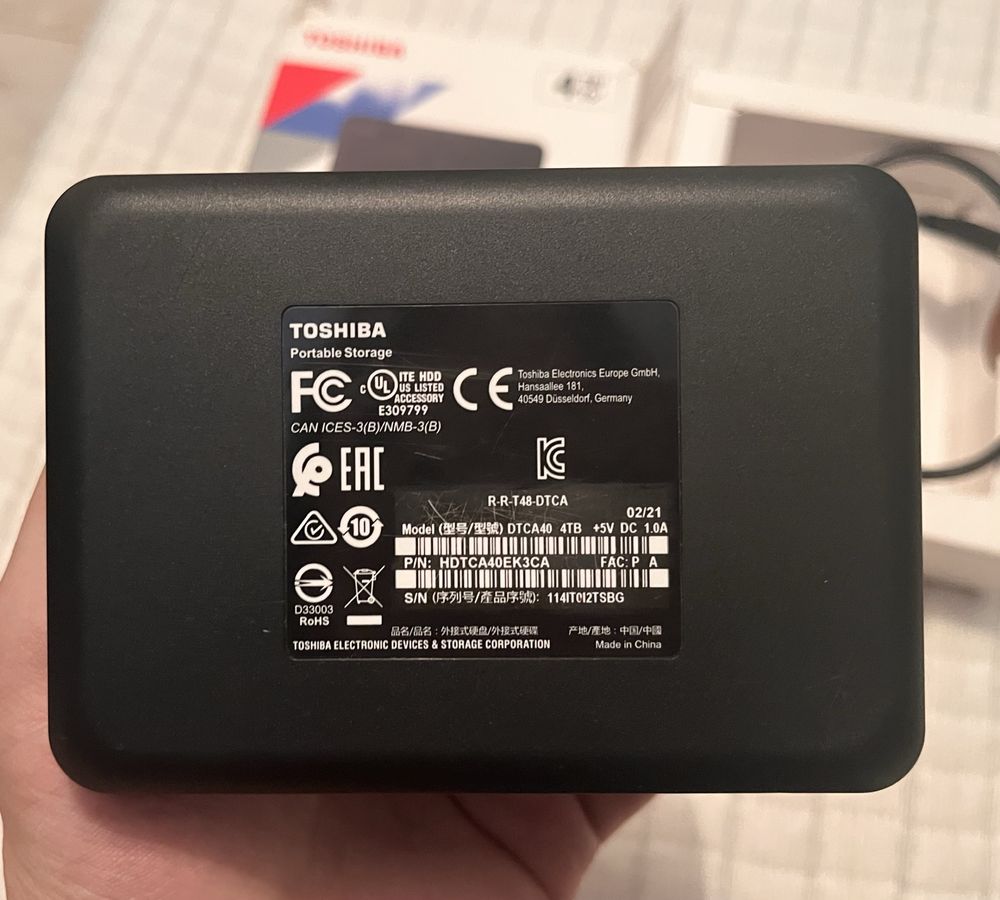 TOSHIBA
4
TOSHIBA
Portable Storage
FC
c UL ITE HDD
US LISTED
ACCESSORY
E309799
CE
Toshiba Electronics Europe GmbH,
Hansaallee 181,
40549 Düsseldorf, Germany
CAN ICES-3(B)/NMB-3(B)
EAC
R-R-T48-DTCA
02/21
Model (型号/型號) DTCA40 4TB +5V DC 1.0A
10
P/N: HDTCA40EK3CA FAC: P A
S/N (序列号/產品序號): 114IT0I2TSBG
D33003
RoHS
品名/品名：外接式硬盘/外接式硬碟 产地/產地：中国/中國
TOSHIBA ELECTRONIC DEVICES & STORAGE CORPORATION Made in China